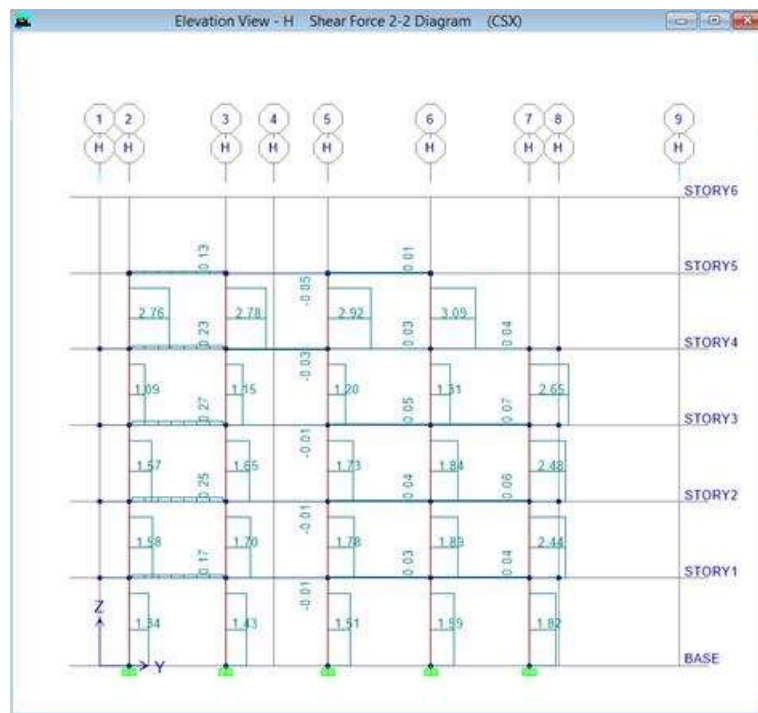 Elevation View - H Shear Force 2-2 Diagram (CSX)
1 2 3 4 5 6 7 8 9
H H H H H H H H H
STORY6
0.13 0.01
STORY5
-0.05
2.76 2.78 2.92 3.09
0.23 0.03 0.04
STORY4
-0.03
1.09 1.15 1.20 1.31 2.65
0.27 0.05 0.07
STORY3
-0.01
1.57 1.65 1.73 1.84 2.48
0.25 0.04 0.06
STORY2
-0.01
1.58 1.70 1.78 1.89 2.44
0.17 0.03 0.04
STORY1
-0.01
Z
1.34 1.43 1.51 1.59 1.82
Y
BASE